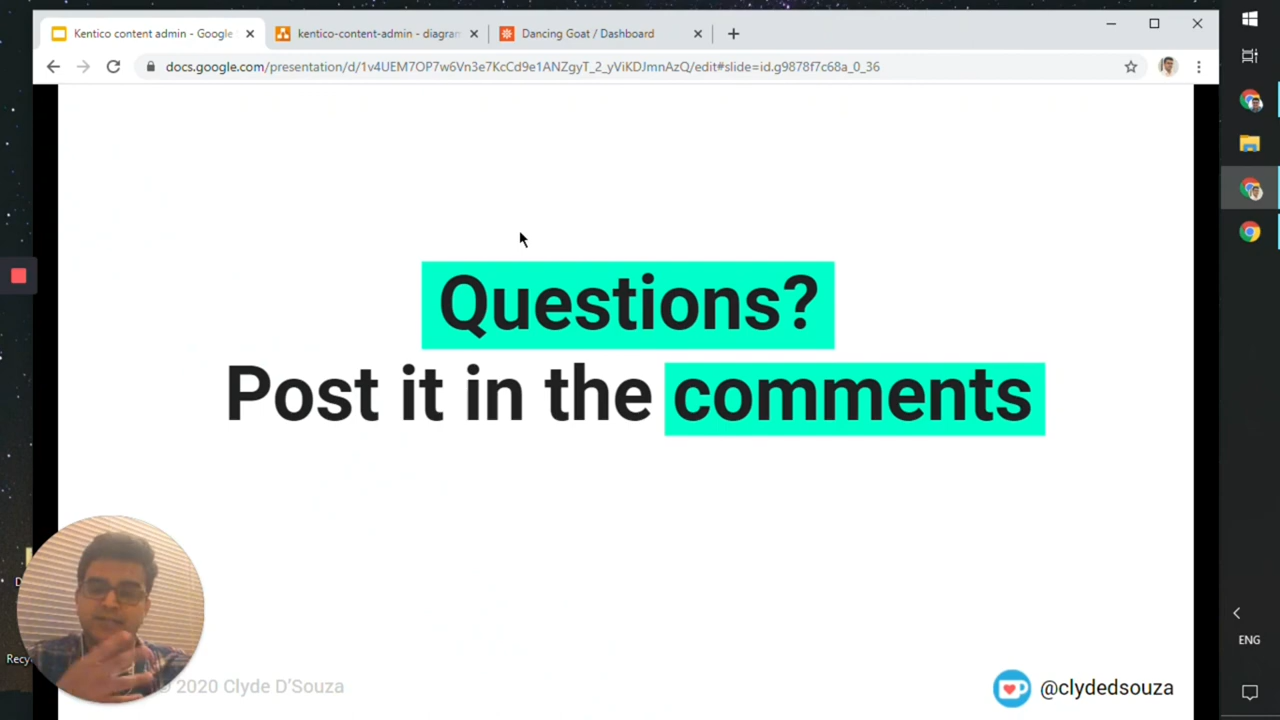 Kentico content admin - Google
kentico-content-admin - diagram
Dancing Goat / Dashboard
docs.google.com/presentation/d/1v4UEM7OP7w6Vn3e7KcCd9e1ANZgyT_2_yViKDJmnAzQ/edit#slide=id.g9878f7c68a_0_36
Questions?
Post it in the comments
D
Recy
© 2020 Clyde D'Souza
@clydedsouza
ENG